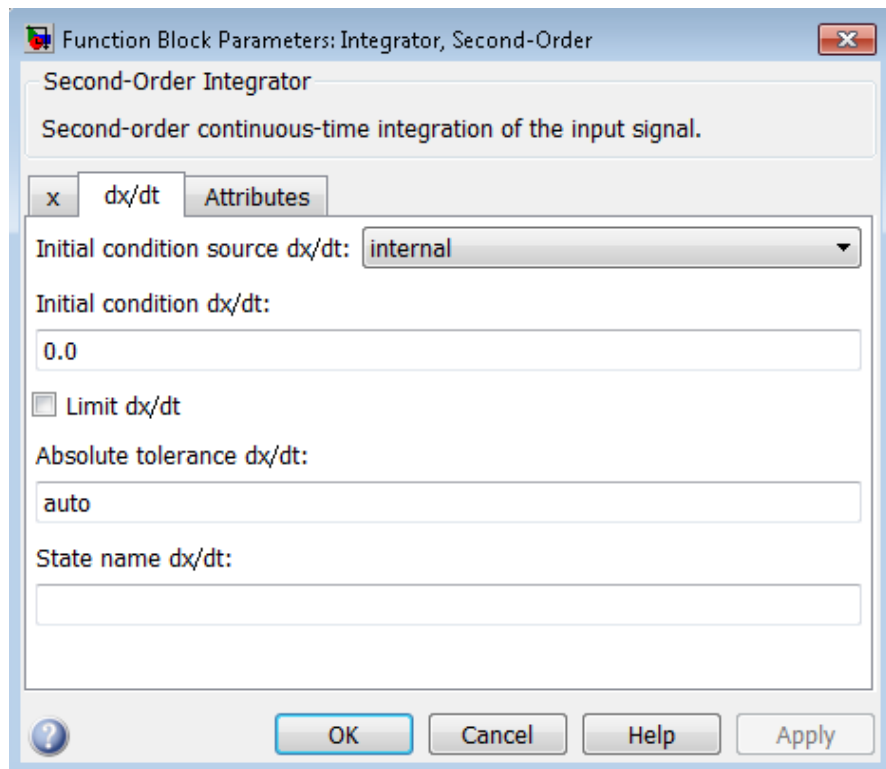 Function Block Parameters: Integrator, Second-Order
Second-Order Integrator
Second-order continuous-time integration of the input signal.
x dx/dt Attributes
Initial condition source dx/dt: internal
Initial condition dx/dt:
0.0
Limit dx/dt
Absolute tolerance dx/dt:
auto
State name dx/dt:
? OK Cancel Help Apply